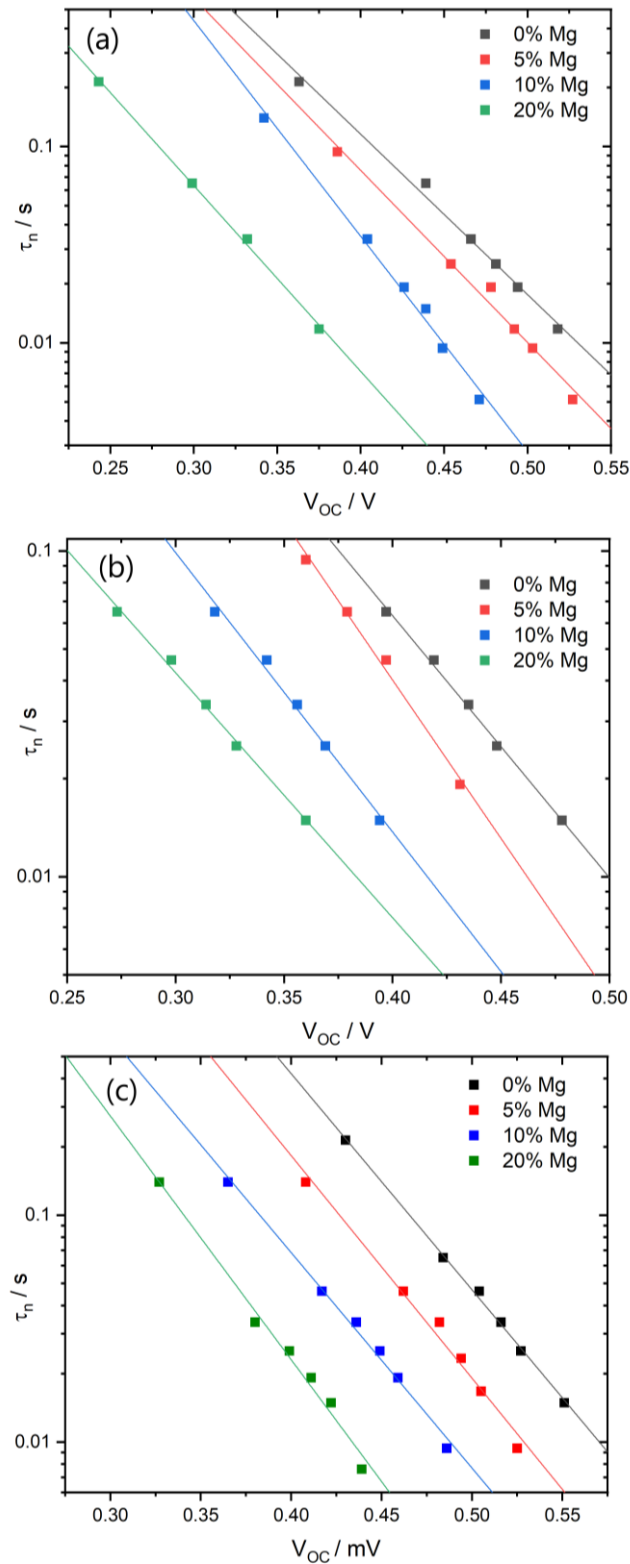 (a)
0% Mg
5% Mg
10% Mg
20% Mg
0.1
0.01
τn / s
0.25 0.30 0.35 0.40 0.45 0.50 0.55
VOC / V
(b)
0% Mg
5% Mg
10% Mg
20% Mg
0.1
0.01
τn / s
0.25 0.30 0.35 0.40 0.45 0.50
VOC / V
(c)
0% Mg
5% Mg
10% Mg
20% Mg
0.1
0.01
τn / s
0.30 0.35 0.40 0.45 0.50 0.55
VOC / mV